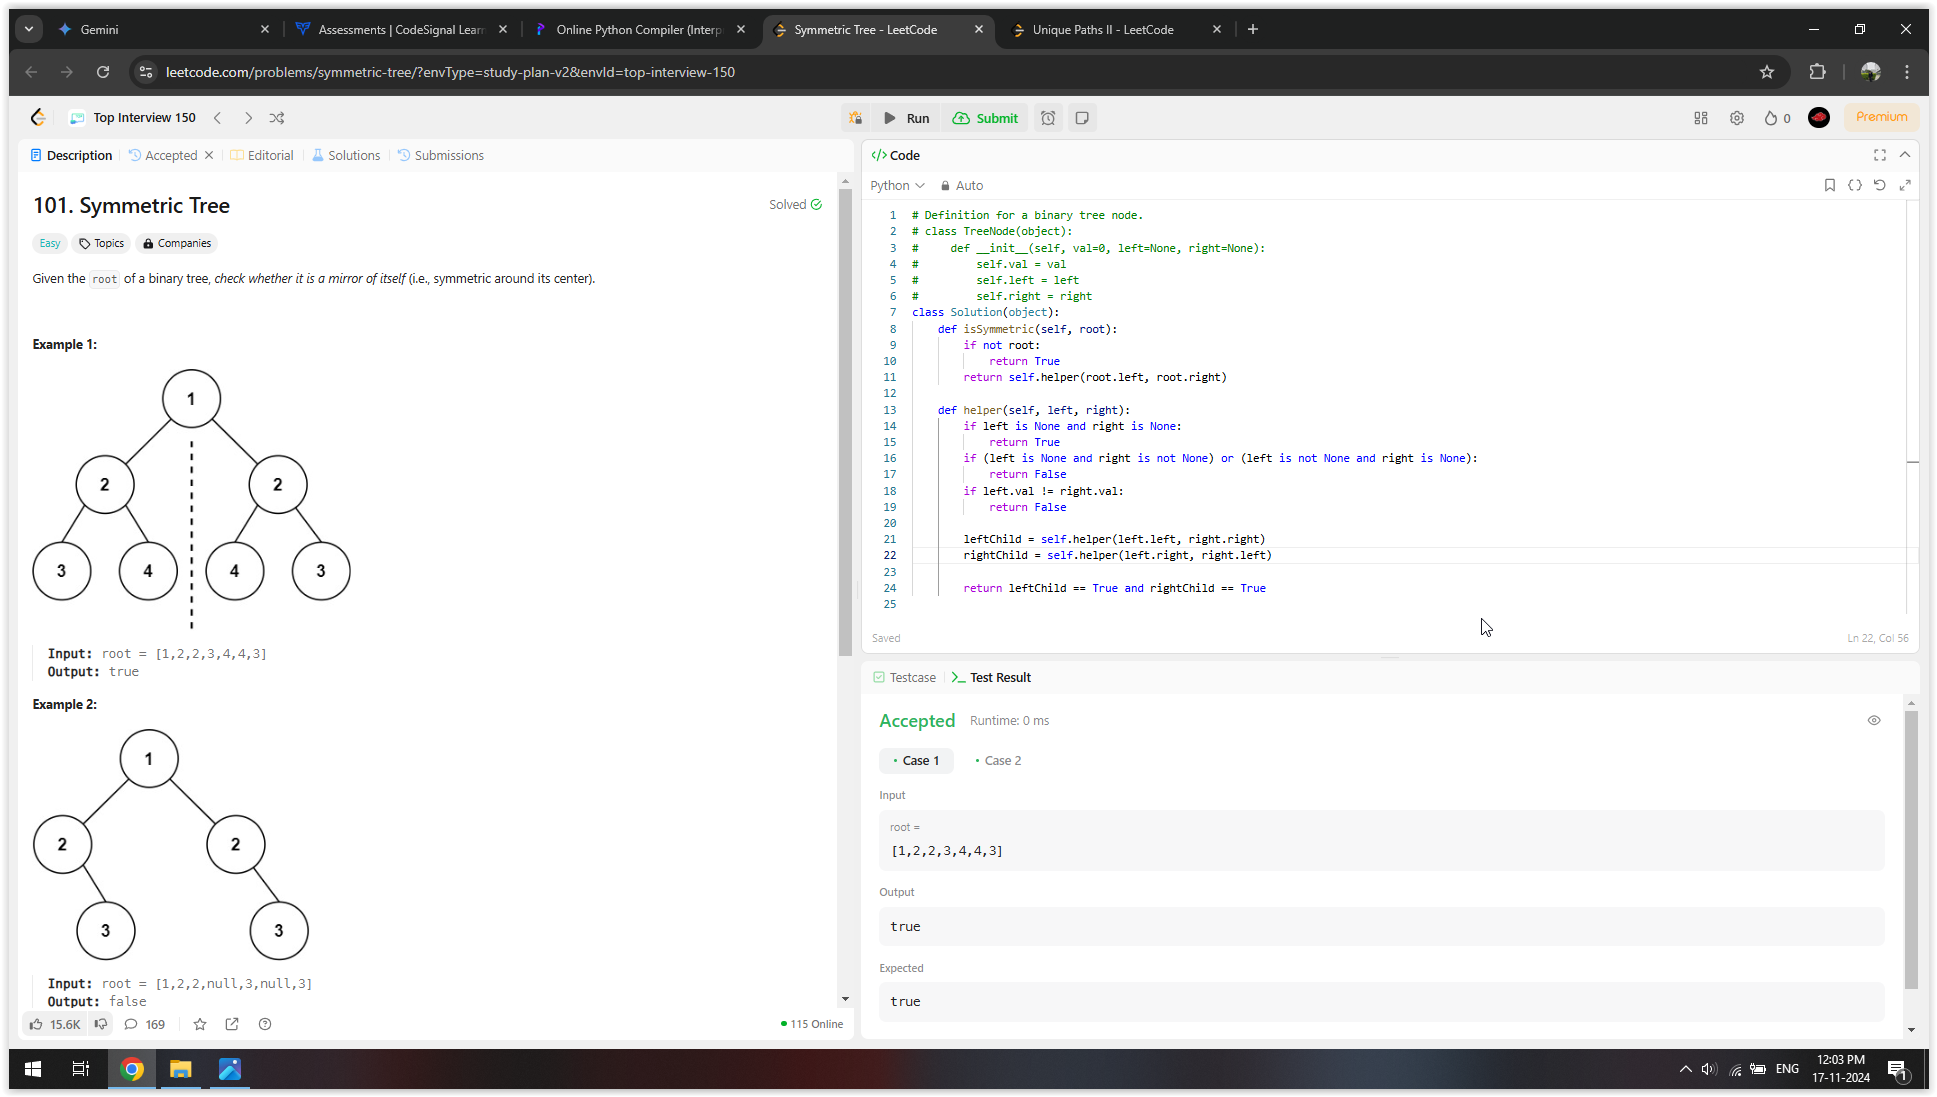 Gemini
Assessments | CodeSignal Lear
Online Python Compiler (Interp
Symmetric Tree - LeetCode
Unique Paths II - LeetCode
leetcode.com/problems/symmetric-tree/?envType=study-plan-v2&envId=top-interview-150
Top Interview 150
Run
Submit
0
Premium
Description
Accepted
Editorial
Solutions
Submissions
101. Symmetric Tree
Solved
Easy
Topics
Companies
Given the root of a binary tree, check whether it is a mirror of itself (i.e., symmetric around its center).
Example 1:
1
2
2
3
4
4
3
Input: root = [1,2,2,3,4,4,3]
Output: true
Example 2:
1
2
2
3
3
Input: root = [1,2,2,null,3,null,3]
Output: false
15.6K
169
115 Online
</> Code
Python
Auto
1 # Definition for a binary tree node.
2 # class TreeNode(object):
3 #     def __init__(self, val=0, left=None, right=None):
4 #         self.val = val
5 #         self.left = left
6 #         self.right = right
7 class Solution(object):
8     def isSymmetric(self, root):
9         if not root:
10             return True
11         return self.helper(root.left, root.right)
12
13     def helper(self, left, right):
14         if left is None and right is None:
15             return True
16         if (left is None and right is not None) or (left is not None and right is None):
17             return False
18         if left.val != right.val:
19             return False
20
21         leftChild = self.helper(left.left, right.right)
22         rightChild = self.helper(left.right, right.left)
23
24         return leftChild == True and rightChild == True
25
Saved
Ln 22, Col 56
Testcase
Test Result
Accepted
Runtime: 0 ms
Case 1
Case 2
Input
root =
[1,2,2,3,4,4,3]
Output
true
Expected
true
ENG
12:03 PM
17-11-2024
1